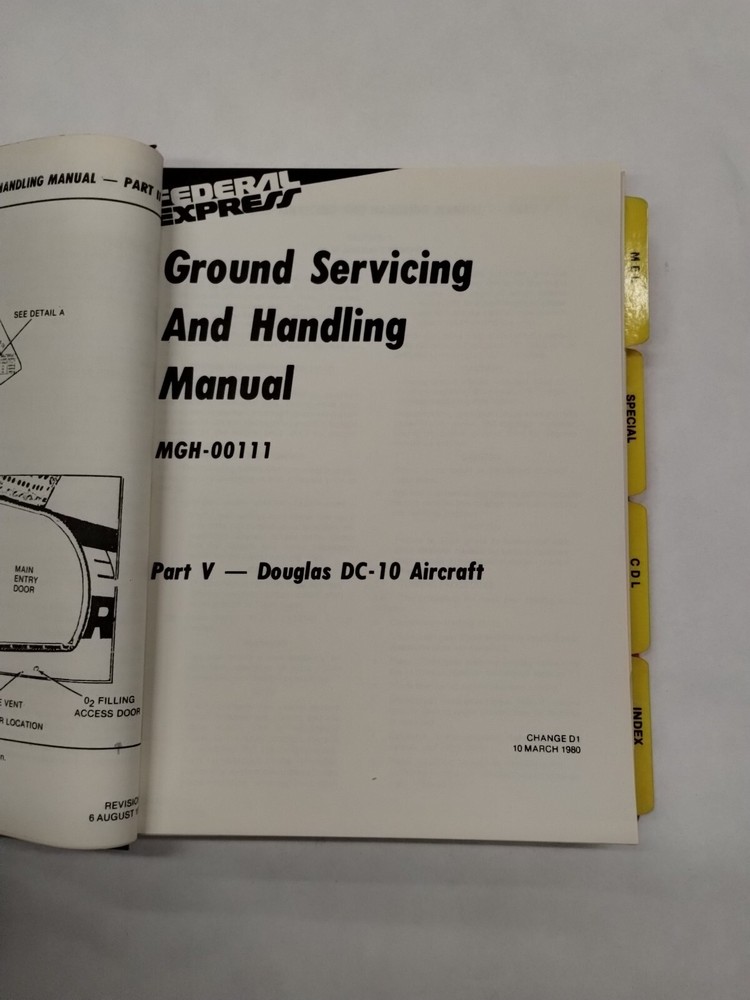 HANDLING MANUAL — PART
SEE DETAIL A
MAIN
ENTRY
DOOR
R
O2 FILLING
ACCESS DOOR
VENT
LOCATION
6 AUGUST
FEDERAL
EXPRESS
Ground Servicing
And Handling
Manual
MGH-00111
Part V — Douglas DC-10 Aircraft
CHANGE D1
10 MARCH 1980
MEL
SPECIAL
CDL
INDEX